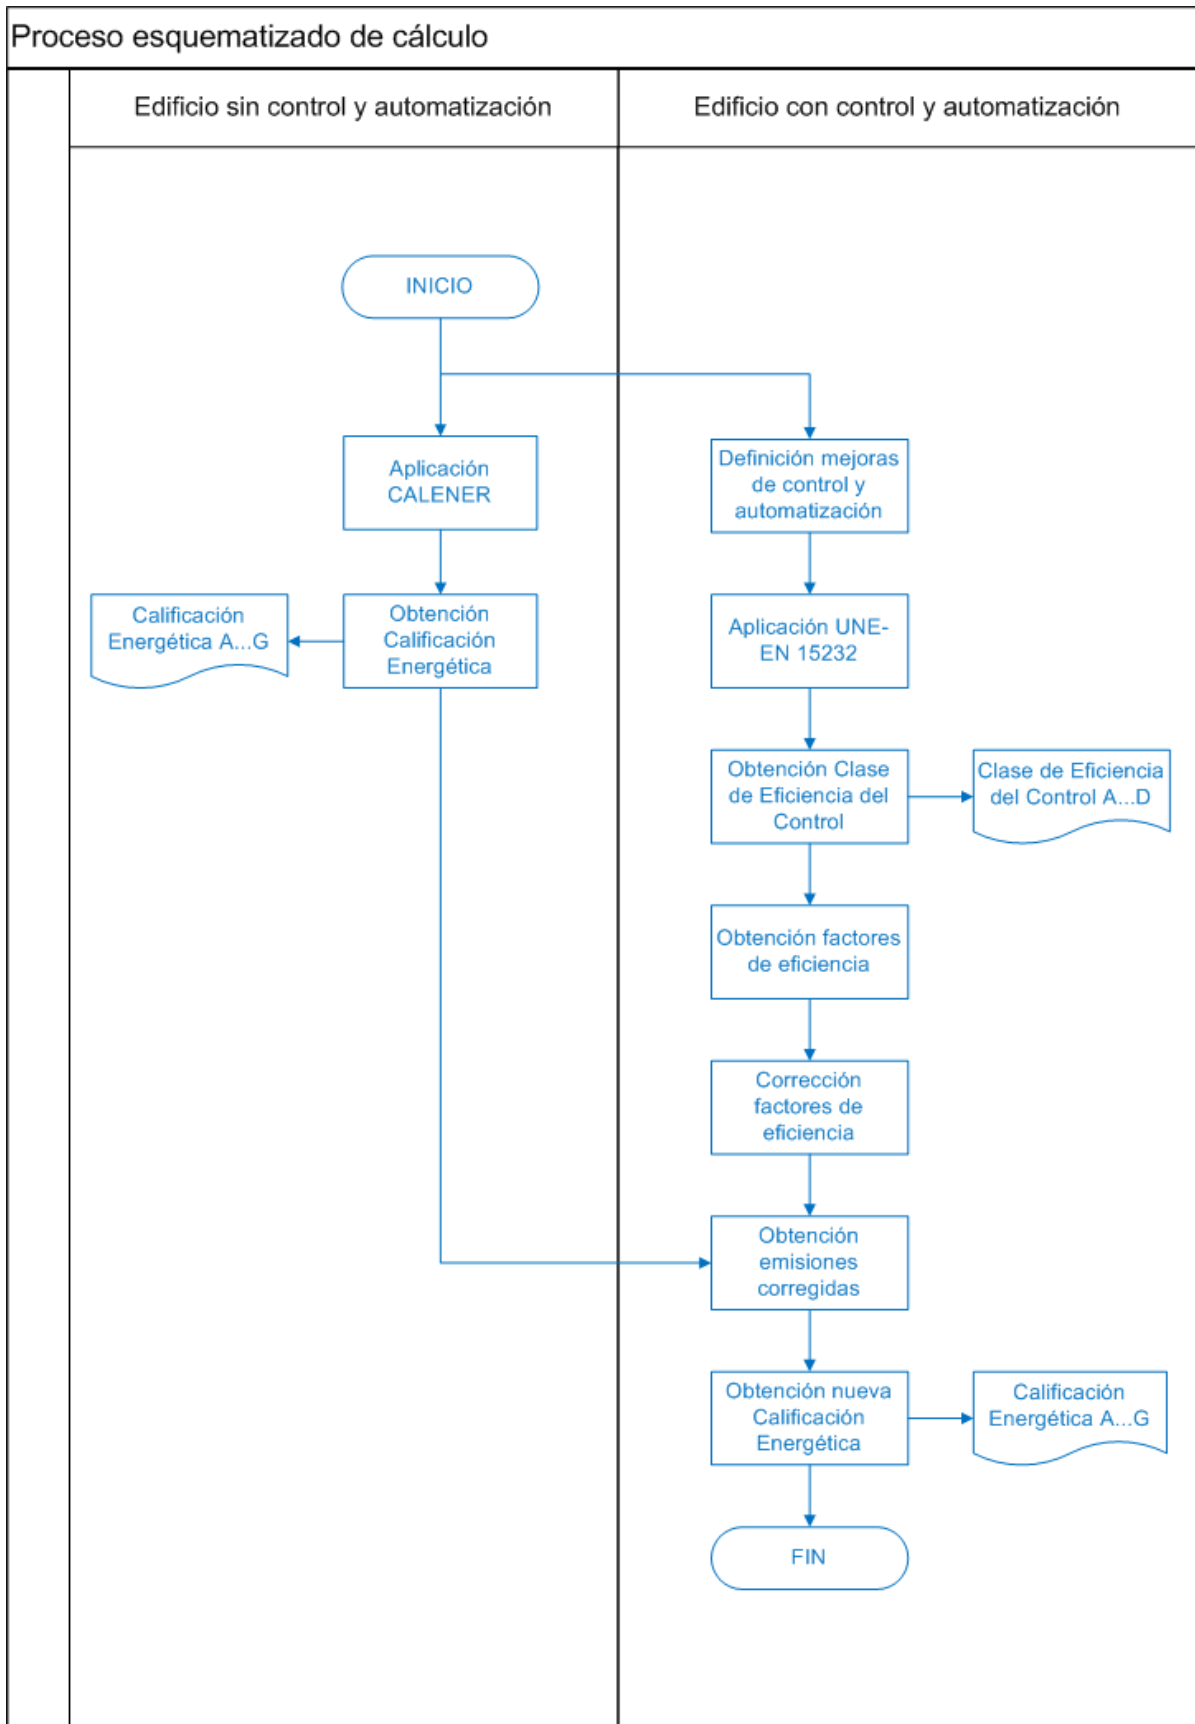 Proceso esquematizado de cálculo
Edificio sin control y automatización
Edificio con control y automatización
INICIO
Aplicación
CALENER
Definición mejoras
de control y
automatización
Calificación
Energética A...G
Obtención
Calificación
Energética
Aplicación UNE-
EN 15232
Obtención Clase
de Eficiencia del
Control
Clase de Eficiencia
del Control A...D
Obtención factores
de eficiencia
Corrección
factores de
eficiencia
Obtención
emisiones
corregidas
Obtención nueva
Calificación
Energética
Calificación
Energética A...G
FIN